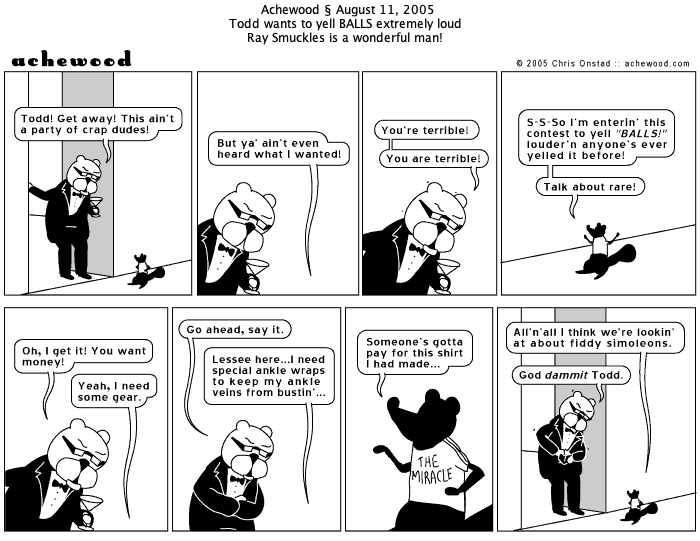 Achewood § August 11, 2005
Todd wants to yell BALLS extremely loud
Ray Smuckles is a wonderful man!
achewood
© 2005 Chris Onstad :: achewood.com
Todd! Get away! This ain't
a party of crap dudes!
But ya' ain't even
heard what I wanted!
You're terrible!
You are terrible!
S-S-So I'm enterin' this
contest to yell "BALLS!"
louder'n anyone's ever
yelled it before!
Talk about rare!
Oh, I get it! You want
money!
Yeah, I need
some gear.
Go ahead, say it.
Lessee here...I need
special ankle wraps
to keep my ankle
veins from bustin'...
Someone's gotta
pay for this shirt
I had made...
THE
MIRACLE
All'n'all I think we're lookin'
at about fiddy simoleons.
God dammit Todd.